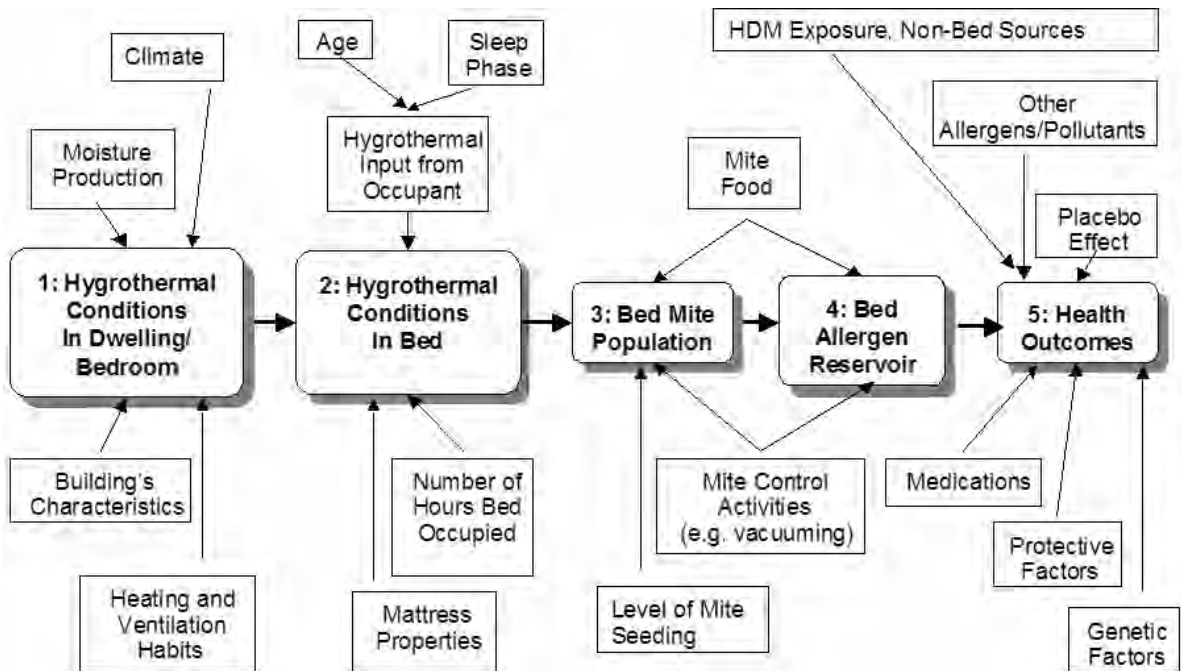 HDM Exposure, Non-Bed Sources
Age
Sleep
Phase
Climate
Other
Allergens/Pollutants
Moisture
Production
Hygrothermal
Input from
Occupant
Mite
Food
Placebo
Effect
1: Hygrothermal
Conditions
In Dwelling/
Bedroom
2: Hygrothermal
Conditions
In Bed
3: Bed Mite
Population
4: Bed
Allergen
Reservoir
5: Health
Outcomes
Building's
Characteristics
Number of
Hours Bed
Occupied
Mite Control
Activities
(e.g. vacuuming)
Medications
Protective
Factors
Heating and
Ventilation
Habits
Mattress
Properties
Level of Mite
Seeding
Genetic
Factors